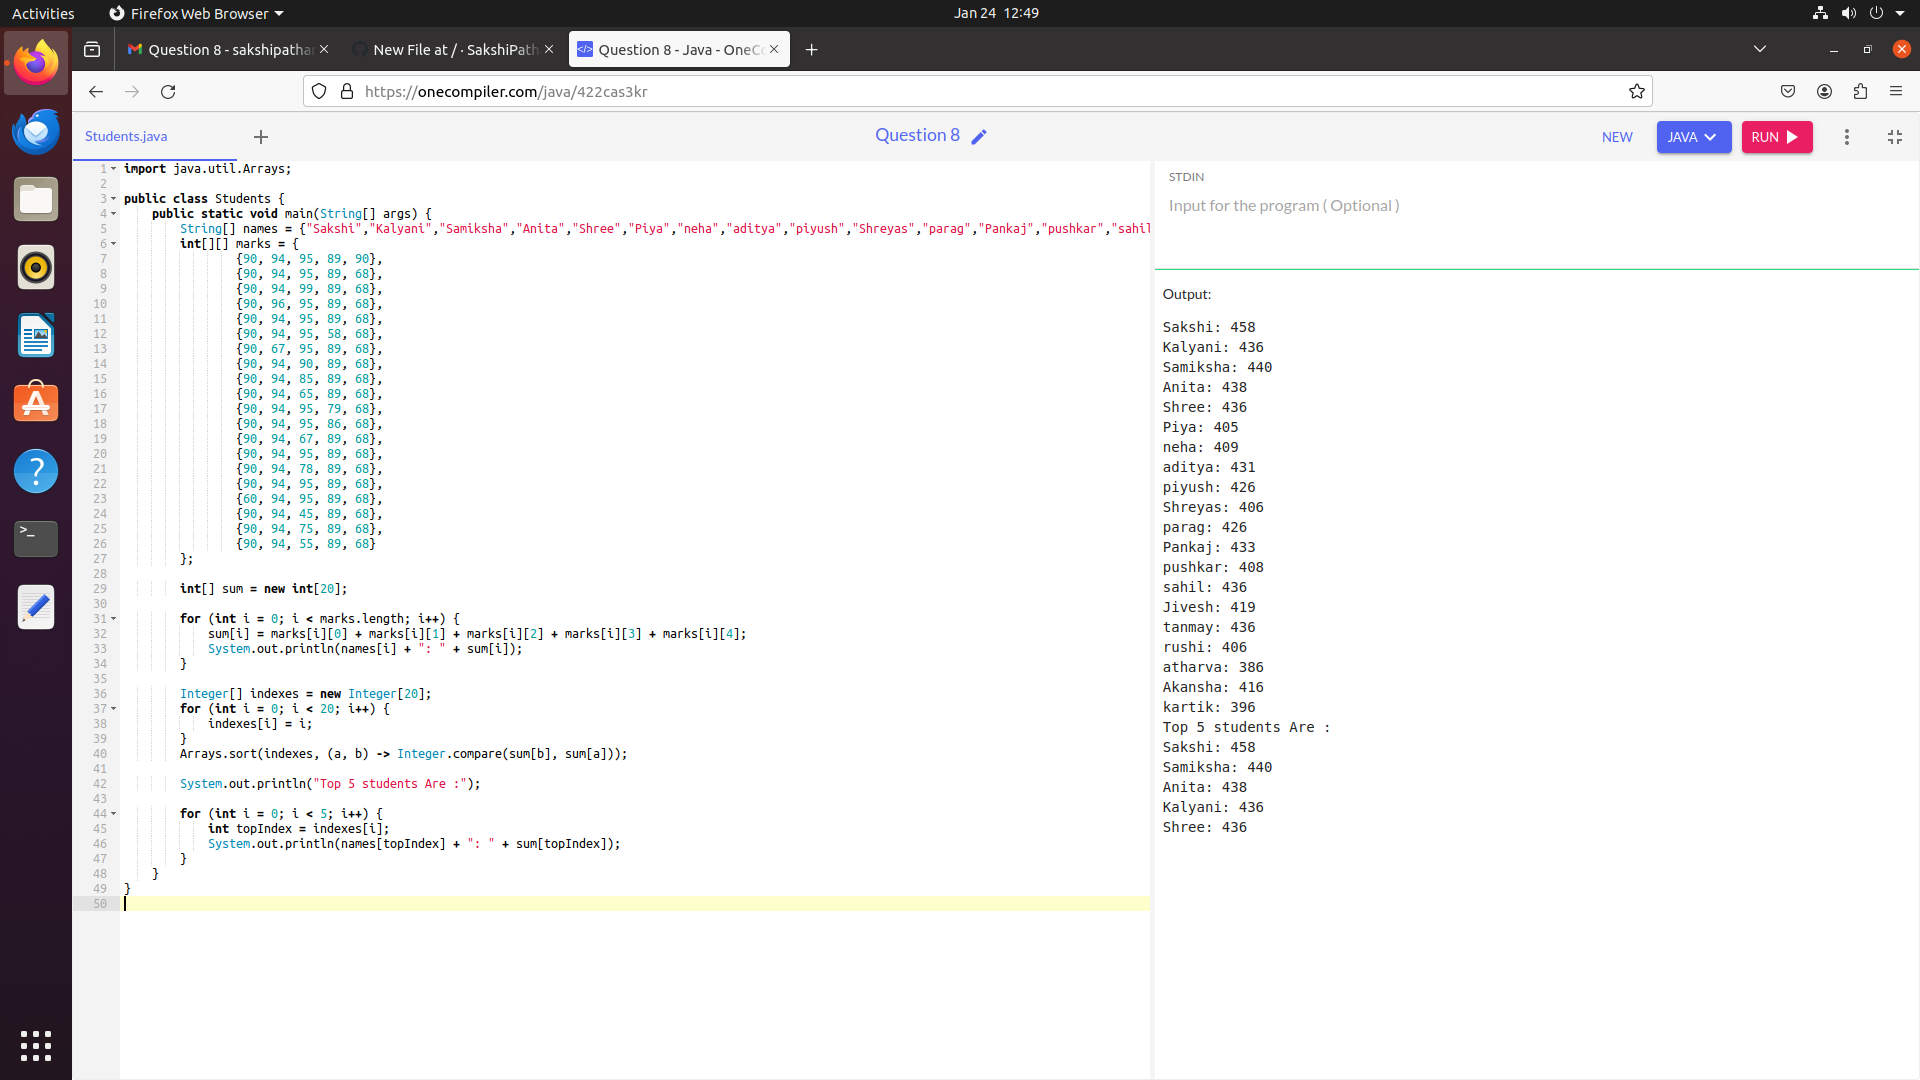 Activities
Firefox Web Browser
Jan 24 12:49
Question 8 - sakshipathar
New File at / · SakshiPath
Question 8 - Java - OneCo
https://onecompiler.com/java/422cas3kr
Students.java
Question 8
NEW
JAVA
RUN
1 import java.util.Arrays;
2
3 public class Students {
4 public static void main(String[] args) {
5 String[] names = {"Sakshi","Kalyani","Samiksha","Anita","Shree","Piya","neha","aditya","piyush","Shreyas","parag","Pankaj","pushkar","sahil
6 int[][] marks = {
7 {90, 94, 95, 89, 90},
8 {90, 94, 95, 89, 68},
9 {90, 94, 99, 89, 68},
10 {90, 96, 95, 89, 68},
11 {90, 94, 95, 89, 68},
12 {90, 94, 95, 58, 68},
13 {90, 67, 95, 89, 68},
14 {90, 94, 90, 89, 68},
15 {90, 94, 85, 89, 68},
16 {90, 94, 65, 89, 68},
17 {90, 94, 95, 79, 68},
18 {90, 94, 95, 86, 68},
19 {90, 94, 67, 89, 68},
20 {90, 94, 95, 89, 68},
21 {90, 94, 78, 89, 68},
22 {90, 94, 95, 89, 68},
23 {60, 94, 95, 89, 68},
24 {90, 94, 45, 89, 68},
25 {90, 94, 75, 89, 68},
26 {90, 94, 55, 89, 68}
27 };
28
29 int[] sum = new int[20];
30
31 for (int i = 0; i < marks.length; i++) {
32 sum[i] = marks[i][0] + marks[i][1] + marks[i][2] + marks[i][3] + marks[i][4];
33 System.out.println(names[i] + ": " + sum[i]);
34 }
35
36 Integer[] indexes = new Integer[20];
37 for (int i = 0; i < 20; i++) {
38 indexes[i] = i;
39 }
40 Arrays.sort(indexes, (a, b) -> Integer.compare(sum[b], sum[a]));
41
42 System.out.println("Top 5 students Are :");
43
44 for (int i = 0; i < 5; i++) {
45 int topIndex = indexes[i];
46 System.out.println(names[topIndex] + ": " + sum[topIndex]);
47 }
48 }
49 }
50
STDIN
Input for the program ( Optional )
Output:
Sakshi: 458
Kalyani: 436
Samiksha: 440
Anita: 438
Shree: 436
Piya: 405
neha: 409
aditya: 431
piyush: 426
Shreyas: 406
parag: 426
Pankaj: 433
pushkar: 408
sahil: 436
Jivesh: 419
tanmay: 436
rushi: 406
atharva: 386
Akansha: 416
kartik: 396
Top 5 students Are :
Sakshi: 458
Samiksha: 440
Anita: 438
Kalyani: 436
Shree: 436